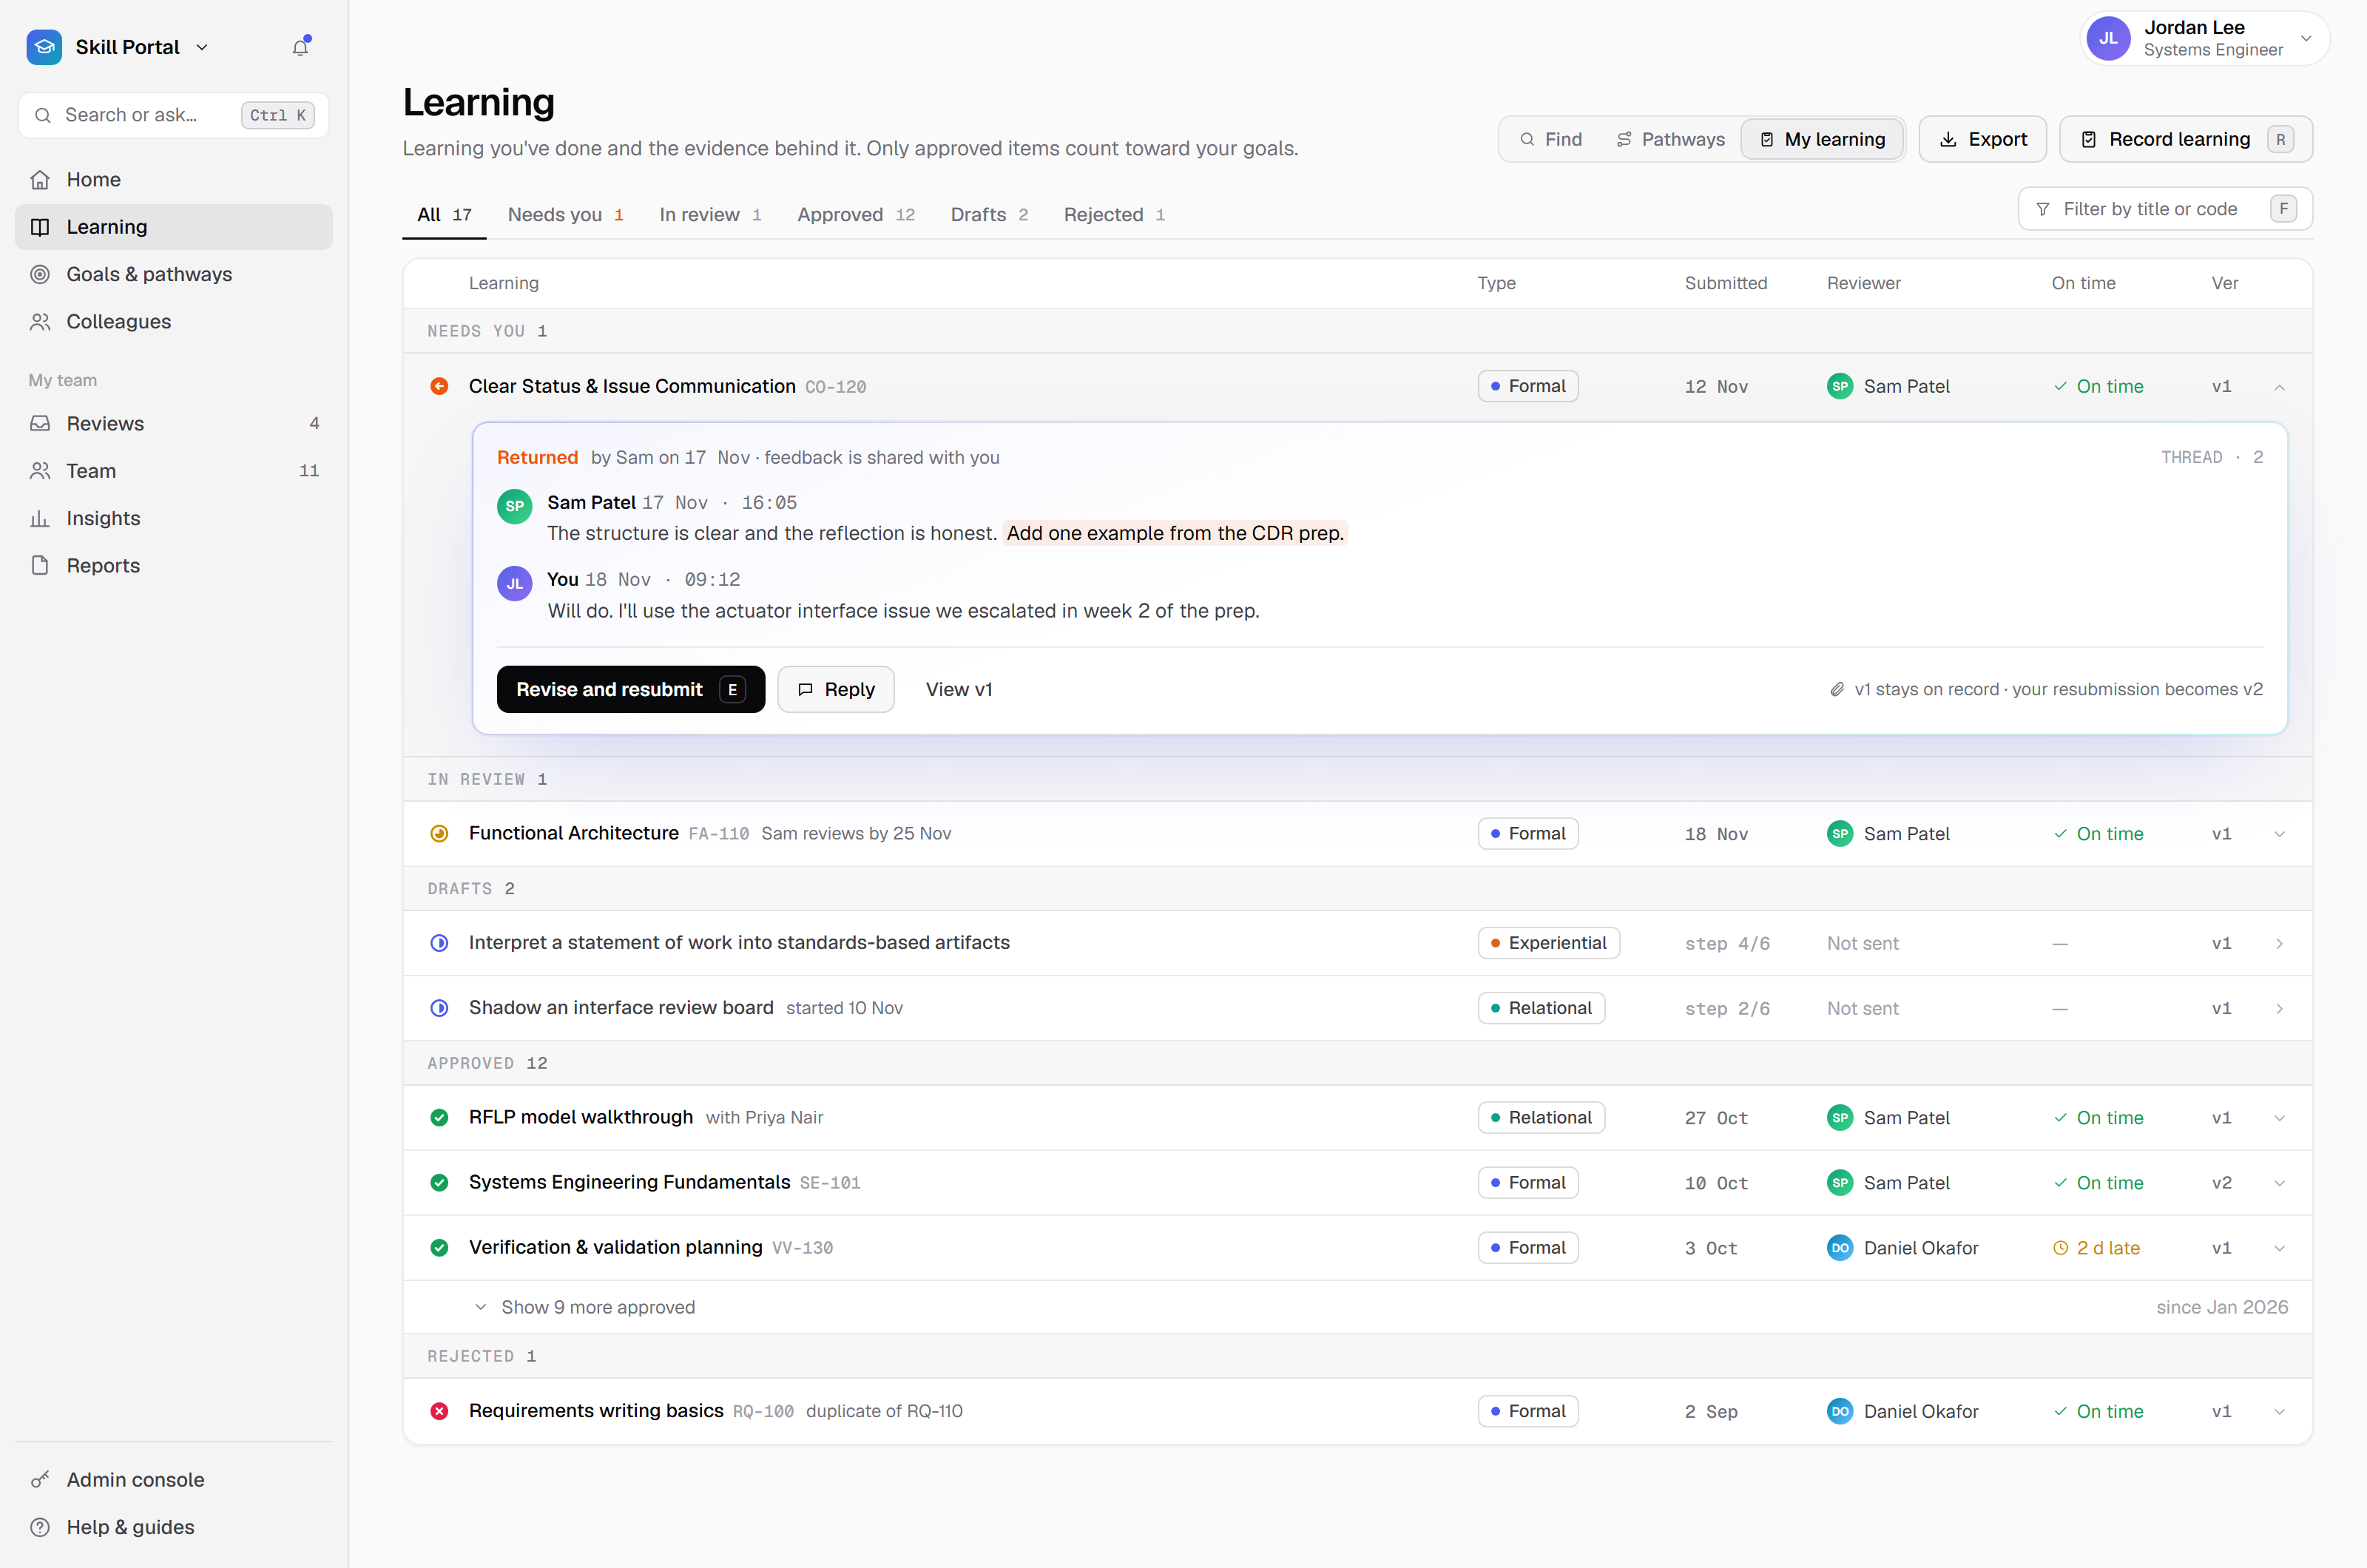 Skill Portal
Search or ask... Ctrl K
Home
Learning
Goals & pathways
Colleagues
My team
Reviews 4
Team 11
Insights
Reports
Admin console
Help & guides
JL Jordan Lee
Systems Engineer
Learning
Learning you've done and the evidence behind it. Only approved items count toward your goals.
Find Pathways My learning Export Record learning R
All 17 Needs you 1 In review 1 Approved 12 Drafts 2 Rejected 1
Filter by title or code F
Learning Type Submitted Reviewer On time Ver
NEEDS YOU 1
Clear Status & Issue Communication CO-120 Formal 12 Nov SP Sam Patel On time v1
Returned by Sam on 17 Nov · feedback is shared with you THREAD · 2
SP Sam Patel 17 Nov · 16:05
The structure is clear and the reflection is honest. Add one example from the CDR prep.
JL You 18 Nov · 09:12
Will do. I'll use the actuator interface issue we escalated in week 2 of the prep.
Revise and resubmit E Reply View v1 v1 stays on record · your resubmission becomes v2
IN REVIEW 1
Functional Architecture FA-110 Sam reviews by 25 Nov Formal 18 Nov SP Sam Patel On time v1
DRAFTS 2
Interpret a statement of work into standards-based artifacts Experiential step 4/6 Not sent — v1
Shadow an interface review board started 10 Nov Relational step 2/6 Not sent — v1
APPROVED 12
RFLP model walkthrough with Priya Nair Relational 27 Oct SP Sam Patel On time v1
Systems Engineering Fundamentals SE-101 Formal 10 Oct SP Sam Patel On time v2
Verification & validation planning VV-130 Formal 3 Oct DO Daniel Okafor 2 d late v1
Show 9 more approved since Jan 2026
REJECTED 1
Requirements writing basics RQ-100 duplicate of RQ-110 Formal 2 Sep DO Daniel Okafor On time v1